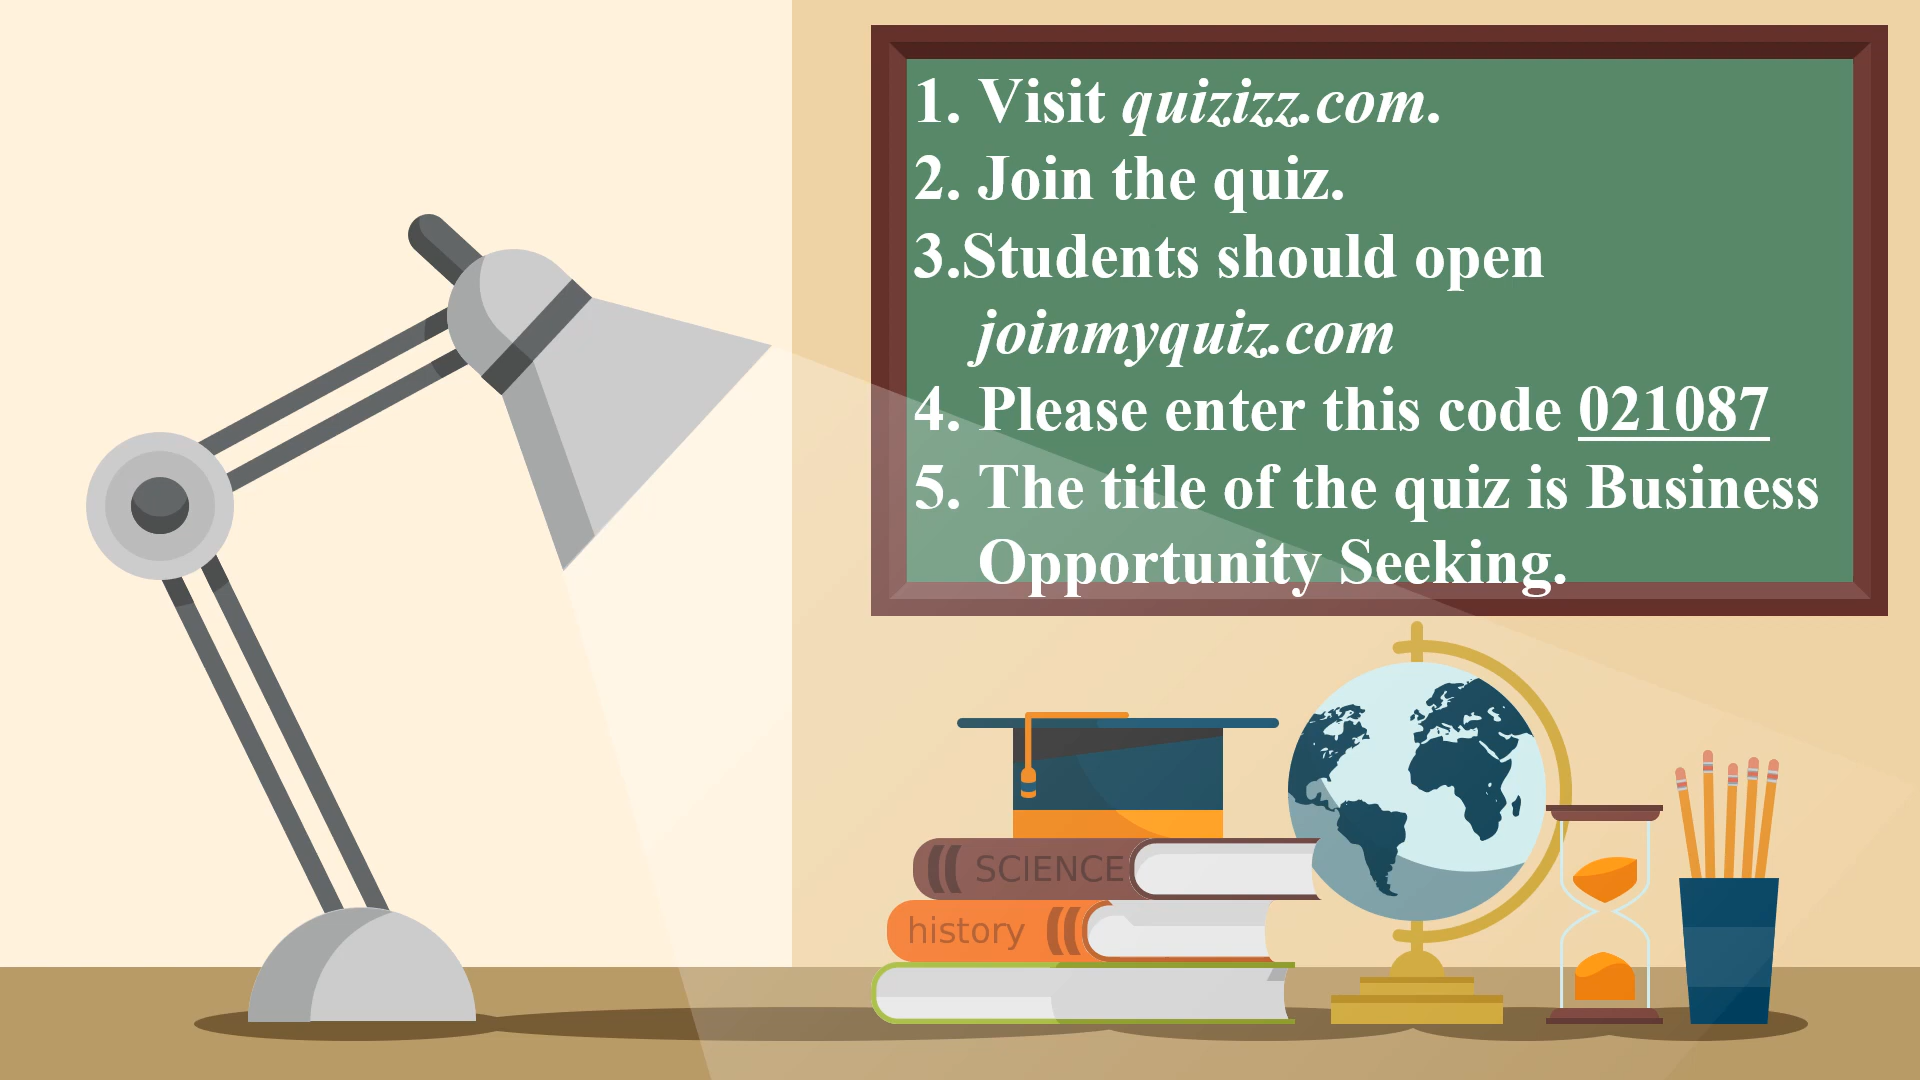 1. Visit quizizz.com.
2. Join the quiz.
3.Students should open
joinmyquiz.com
4. Please enter this code 021087
5. The title of the quiz is Business
Opportunity Seeking.
SCIENCE
history